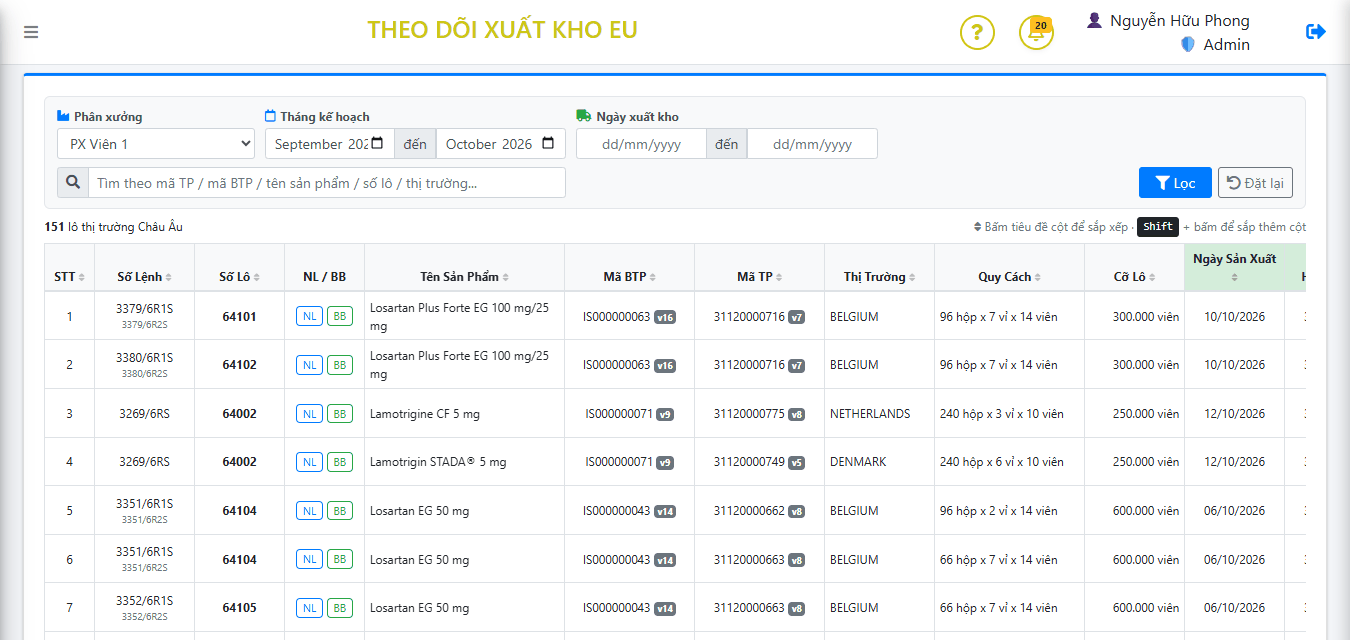 THEO DÕI XUẤT KHO EU
?
20
Nguyễn Hữu Phong
Admin
Phân xưởng
Tháng kế hoạch
Ngày xuất kho
PX Viên 1
September 202
đến
October 2026
dd/mm/yyyy
đến
dd/mm/yyyy
Tìm theo mã TP / mã BTP / tên sản phẩm / số lô / thị trường...
Lọc
Đặt lại
151 lô thị trường Châu Âu
Bấm tiêu đề cột để sắp xếp · Shift + bấm để sắp thêm cột
STT Số Lệnh Số Lô NL / BB Tên Sản Phẩm Mã BTP Mã TP Thị Trường Quy Cách Cỡ Lô Ngày Sản Xuất
1 3379/6R1S 3379/6R2S 64101 NL BB Losartan Plus Forte EG 100 mg/25 mg IS000000063 v16 31120000716 v7 BELGIUM 96 hộp x 7 vỉ x 14 viên 300.000 viên 10/10/2026
2 3380/6R1S 3380/6R2S 64102 NL BB Losartan Plus Forte EG 100 mg/25 mg IS000000063 v16 31120000716 v7 BELGIUM 96 hộp x 7 vỉ x 14 viên 300.000 viên 10/10/2026
3 3269/6RS 64002 NL BB Lamotrigine CF 5 mg IS000000071 v9 31120000775 v8 NETHERLANDS 240 hộp x 3 vỉ x 10 viên 250.000 viên 12/10/2026
4 3269/6RS 64002 NL BB Lamotrigin STADA® 5 mg IS000000071 v9 31120000749 v5 DENMARK 240 hộp x 6 vỉ x 10 viên 250.000 viên 12/10/2026
5 3351/6R1S 3351/6R2S 64104 NL BB Losartan EG 50 mg IS000000043 v14 31120000662 v8 BELGIUM 96 hộp x 2 vỉ x 14 viên 600.000 viên 06/10/2026
6 3351/6R1S 3351/6R2S 64104 NL BB Losartan EG 50 mg IS000000043 v14 31120000663 v8 BELGIUM 66 hộp x 7 vỉ x 14 viên 600.000 viên 06/10/2026
7 3352/6R1S 3352/6R2S 64105 NL BB Losartan EG 50 mg IS000000043 v14 31120000663 v8 BELGIUM 66 hộp x 7 vỉ x 14 viên 600.000 viên 06/10/2026